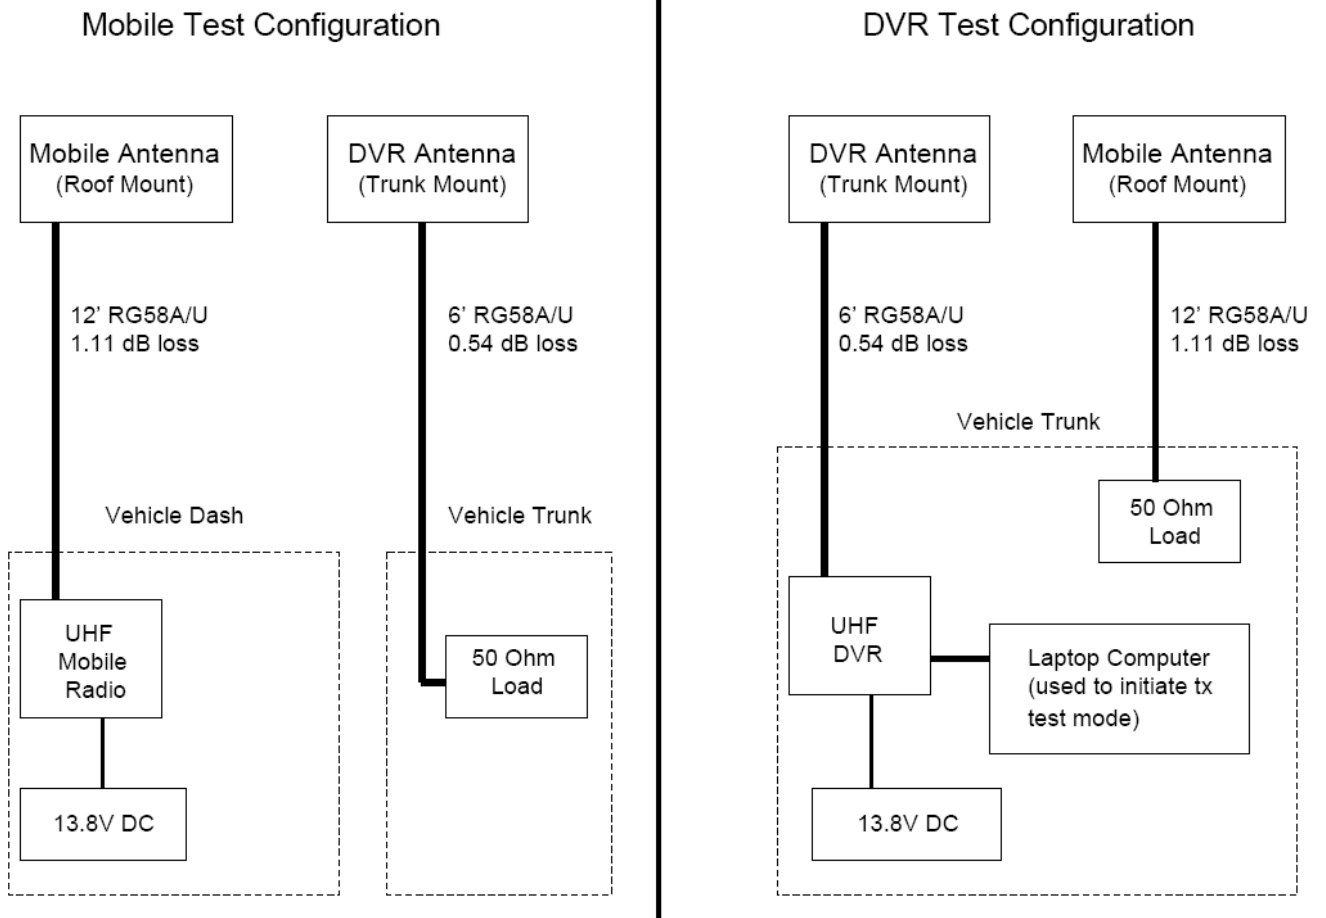 Mobile Test Configuration
Mobile Antenna
(Roof Mount)
DVR Antenna
(Trunk Mount)
12' RG58A/U
1.11 dB loss
6' RG58A/U
0.54 dB loss
Vehicle Dash
Vehicle Trunk
UHF
Mobile
Radio
50 Ohm
Load
13.8V DC
DVR Test Configuration
DVR Antenna
(Trunk Mount)
Mobile Antenna
(Roof Mount)
6' RG58A/U
0.54 dB loss
12' RG58A/U
1.11 dB loss
Vehicle Trunk
50 Ohm
Load
UHF
DVR
Laptop Computer
(used to initiate tx
test mode)
13.8V DC